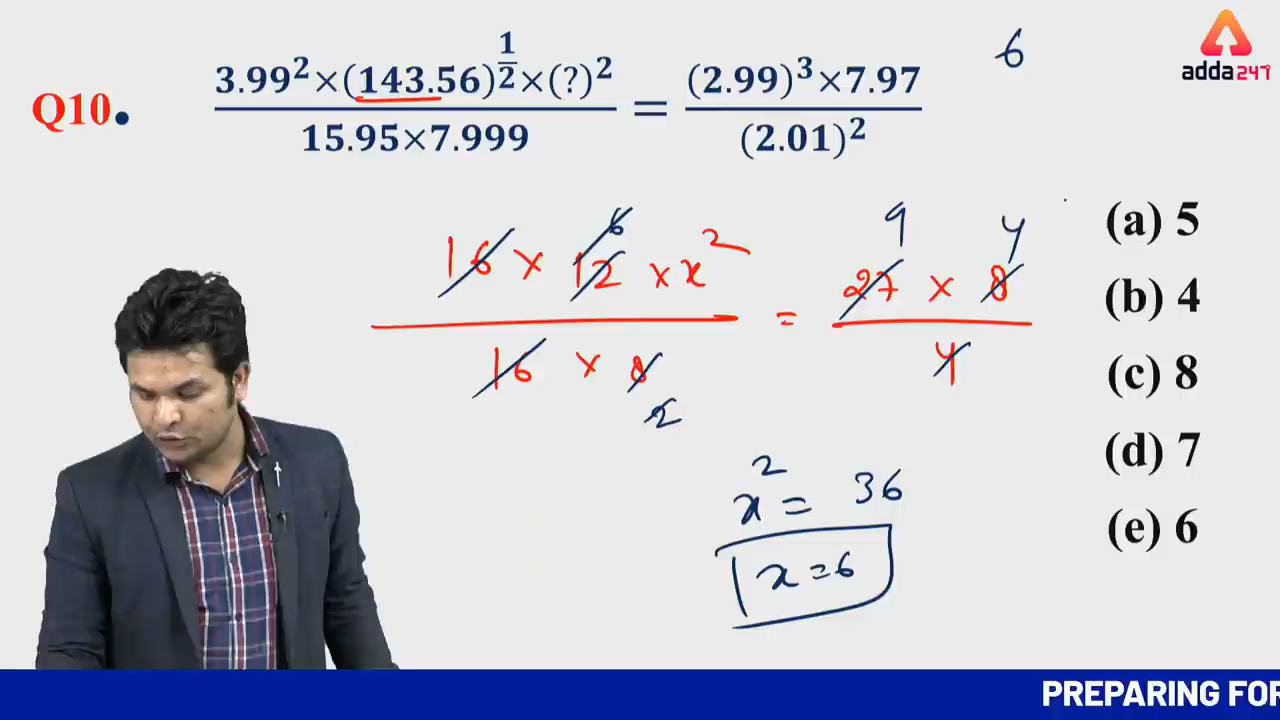 6
adda247
Q10. (3.99² × (143.56)^(1/2) × (?)²) / (15.95×7.999) = ((2.99)³ × 7.97) / (2.01)²
6 9 4
16 × 12 × x² / 16 × 8 = 27 × 8 / 4
2
x² = 36
x = 6
(a) 5
(b) 4
(c) 8
(d) 7
(e) 6
PREPARING FOR